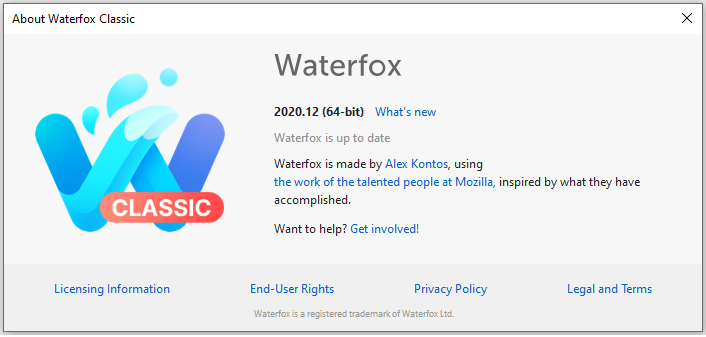 About Waterfox Classic
Waterfox
CLASSIC
2020.12 (64-bit) What's new
Waterfox is up to date
Waterfox is made by Alex Kontos, using
the work of the talented people at Mozilla, inspired by what they have
accomplished.
Want to help? Get involved!
Licensing Information End-User Rights Privacy Policy Legal and Terms
Waterfox is a registered trademark of Waterfox Ltd.